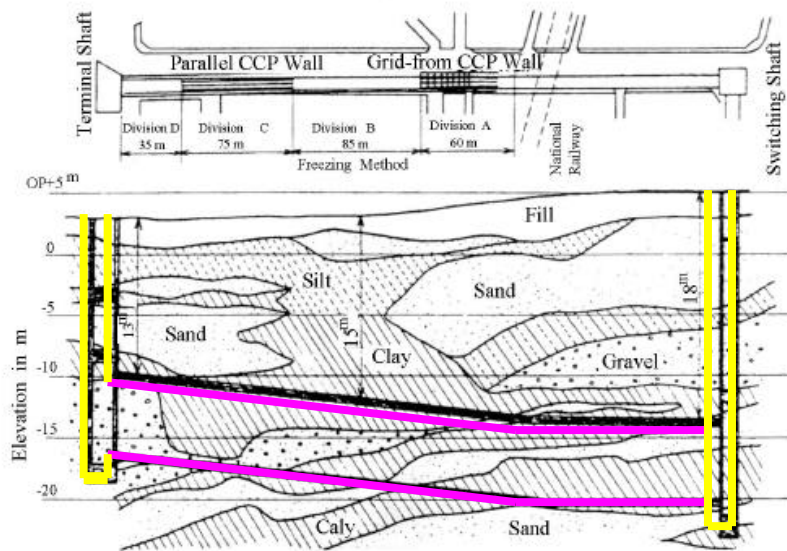 Terminal Shaft
Parallel CCP Wall
Grid-from CCP Wall
Switching Shaft
Division D
Division C
Division B
Division A
35 m
75 m
85 m
60 m
Freezing Method
National
Railway
OP+5 m
Fill
0
Silt
Sand
18m
-5
Sand
13m
15m
Clay
Gravel
-10
Elevation in m
-15
-20
Caly
Sand